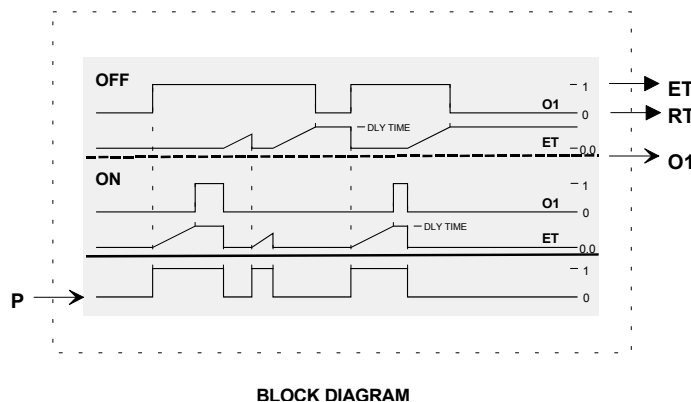 OFF
1
ET
O1
0
RT
DLY TIME
ET
0.0
O1
ON
1
O1
0
DLY TIME
ET
0.0
1
P
0
BLOCK DIAGRAM